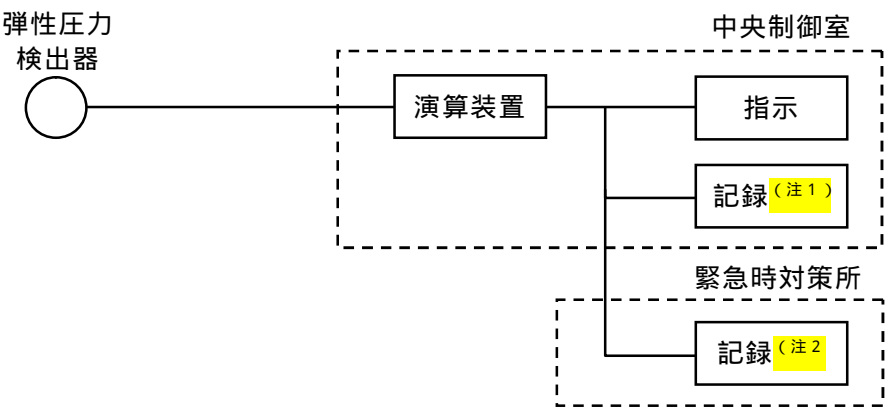 弾性圧力
検出器
中央制御室
演算装置
指示
記録(注1)
緊急時対策所
記録(注2